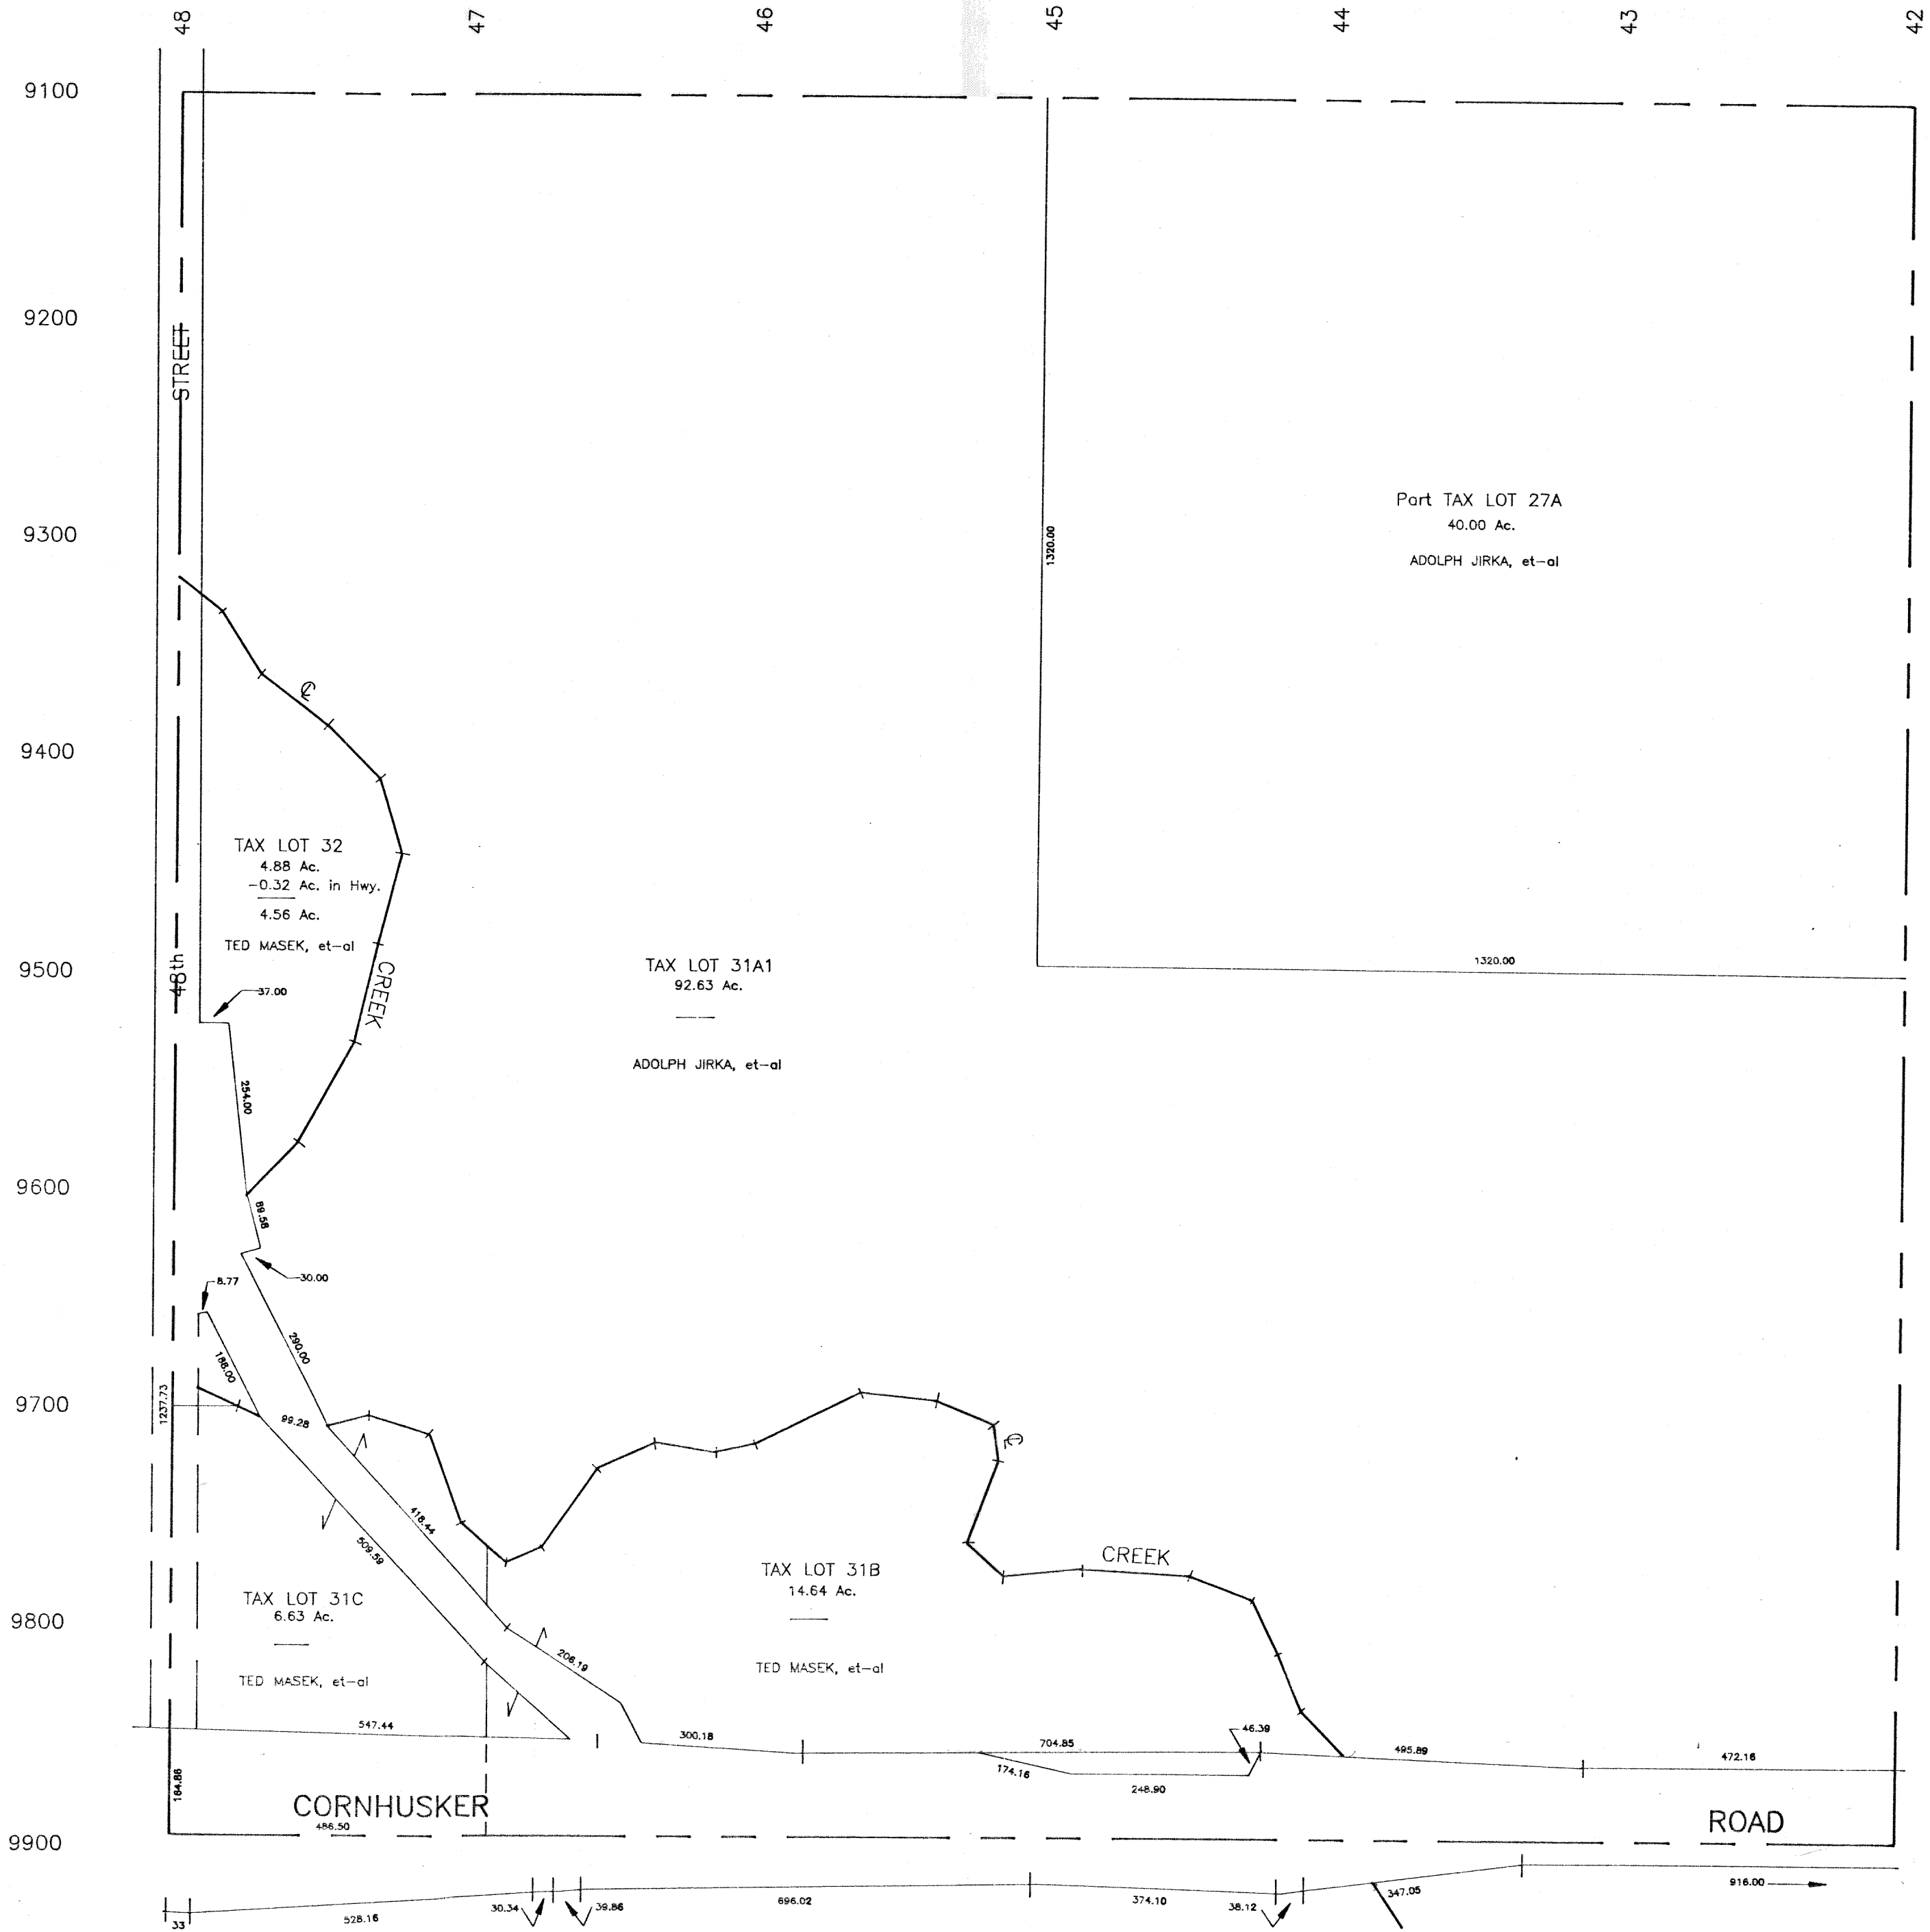 48
47
46
45
44
43
42
9100
9200
9300
9400
9500
9600
9700
9800
9900
STREET
48th
1320.00
Part TAX LOT 27A
40.00 Ac.
ADOLPH JIRKA, et-al
1320.00
℄
TAX LOT 32
4.88 Ac.
-0.32 Ac. in Hwy.
4.56 Ac.
TED MASEK, et-al
CREEK
37.00
254.00
89.58
30.00
8.77
290.00
188.00
1237.73
99.28
TAX LOT 31A1
92.63 Ac.
ADOLPH JIRKA, et-al
418.44
509.59
℄
CREEK
TAX LOT 31C
6.63 Ac.
TED MASEK, et-al
TAX LOT 31B
14.64 Ac.
TED MASEK, et-al
206.19
547.44
300.18
704.85
46.39
495.89
472.16
174.16
248.90
164.86
CORNHUSKER
ROAD
486.50
33
528.16
30.34
39.86
696.02
374.10
38.12
347.05
916.00